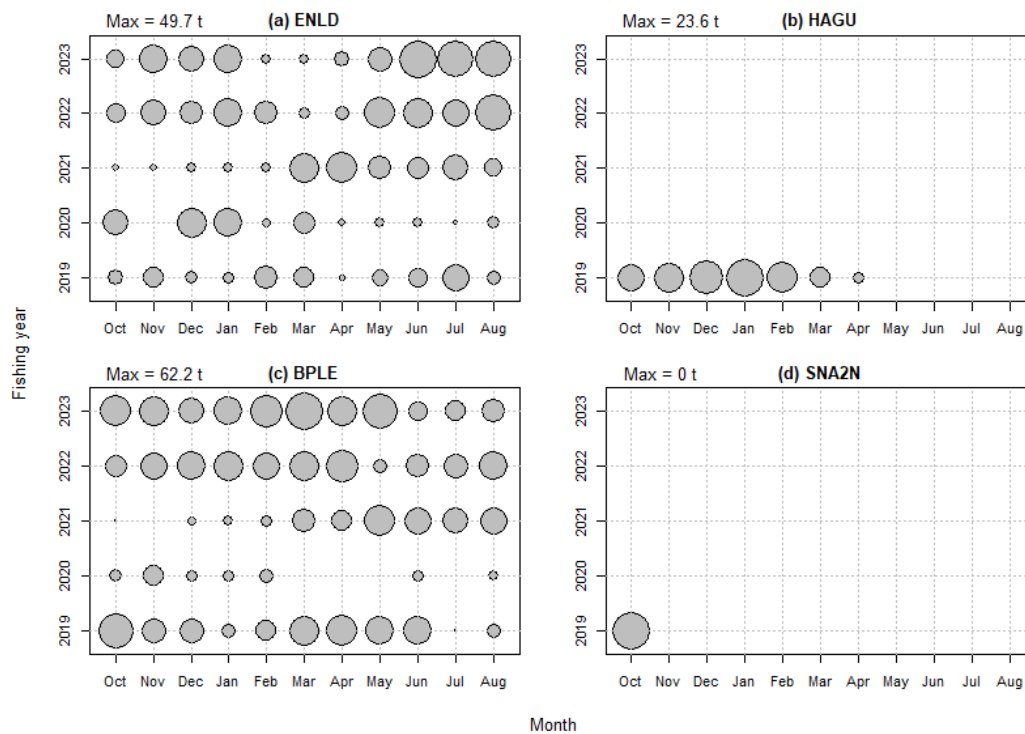 Max = 49.7 t (a) ENLD
2023
2022
2021
2020
2019
Oct Nov Dec Jan Feb Mar Apr May Jun Jul Aug
Max = 23.6 t (b) HAGU
2023
2022
2021
2020
2019
Oct Nov Dec Jan Feb Mar Apr May Jun Jul Aug
Fishing year
Max = 62.2 t (c) BPLE
2023
2022
2021
2020
2019
Oct Nov Dec Jan Feb Mar Apr May Jun Jul Aug
Max = 0 t (d) SNA2N
2023
2022
2021
2020
2019
Oct Nov Dec Jan Feb Mar Apr May Jun Jul Aug
Month